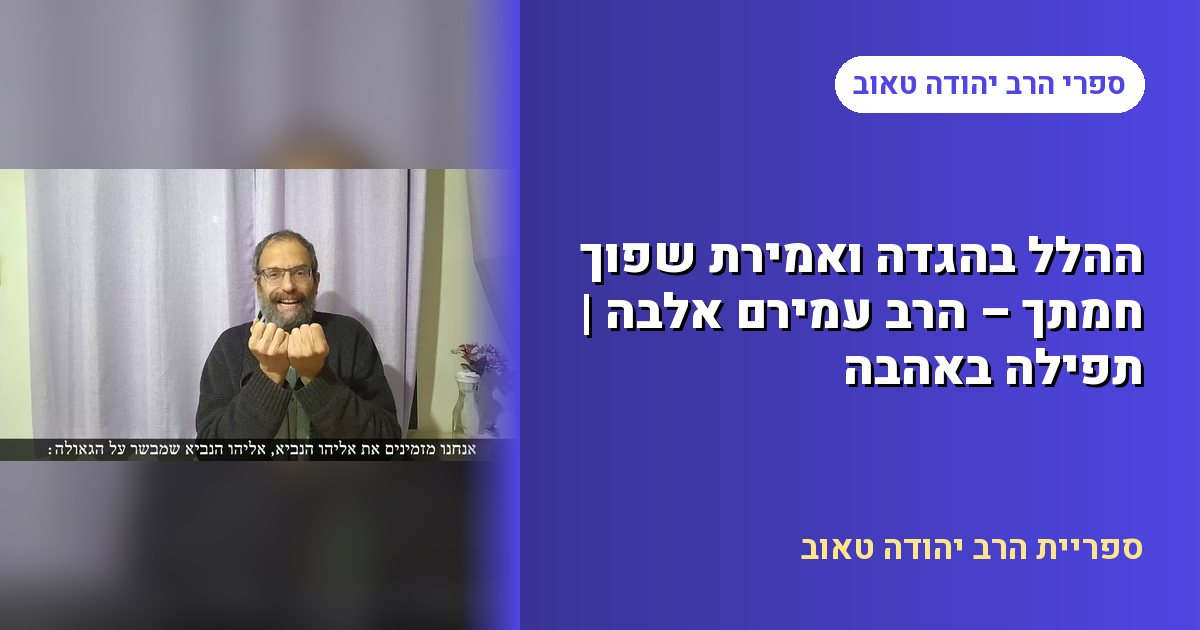 ספרי הרב יהודה טאוב
ההלל בהגדה ואמירת שפוך
חמתך – הרב עמירם אלבה |
תפילה באהבה
אנחנו מזמינים את אליהו הנביא, אליהו הנביא שמבשר על הגאולה:
ספריית הרב יהודה טאוב